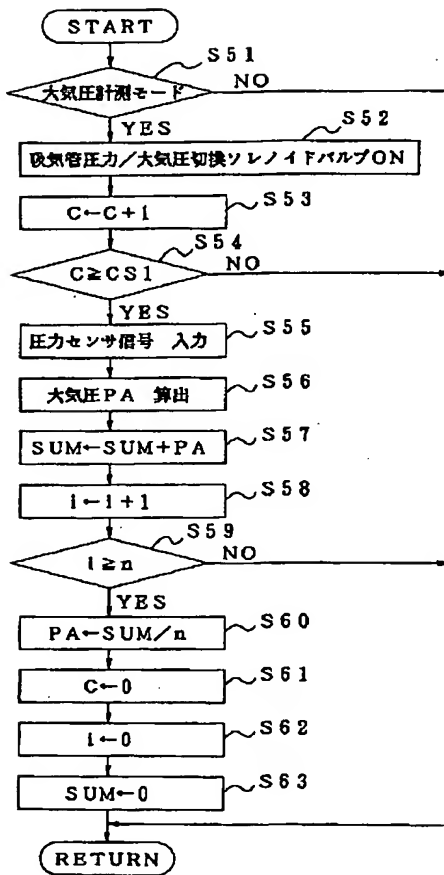 START
S51
大気圧計測モード
NO
YES
S52
吸気管圧力/大気圧切換ソレノイドバルブON
S53
C←C+1
S54
C≥CS1
NO
YES
S55
圧力センサ信号 入力
S56
大気圧PA 算出
S57
SUM←SUM+PA
S58
i←i+1
S59
i≥n
NO
YES
S60
PA←SUM/n
S61
C←0
S62
i←0
S63
SUM←0
RETURN